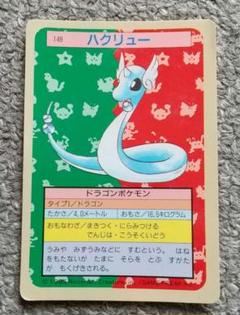 148
ハクリュー
ドラゴンポケモン
タイプ1/ドラゴン
たかさ/4.0メートル おもさ/16.5キログラム
おもなわざ/まきつく・にらみつける
でんじは・こうそくいどう
うみや みずうみなどに すむという。 はね
をもたないが たまに そらを とぶ すがた
が もくげきされる。